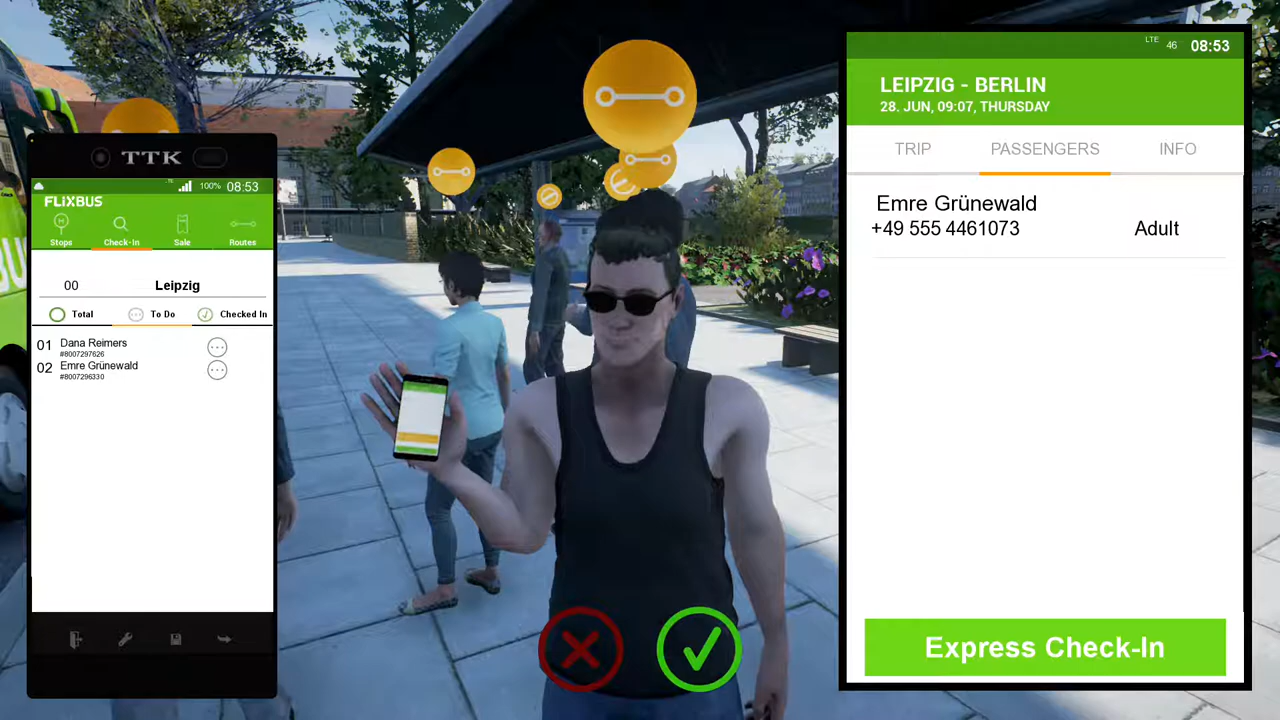 TTK
100% 08:53
FLiXBUS
Stops Check-In Sale Routes
00 Leipzig
Total To Do Checked In
01 Dana Reimers
#8007297626
02 Emre Grünewald
#8007296330
LTE 46 08:53
LEIPZIG - BERLIN
28. JUN, 09:07, THURSDAY
TRIP PASSENGERS INFO
Emre Grünewald
+49 555 4461073 Adult
Express Check-In